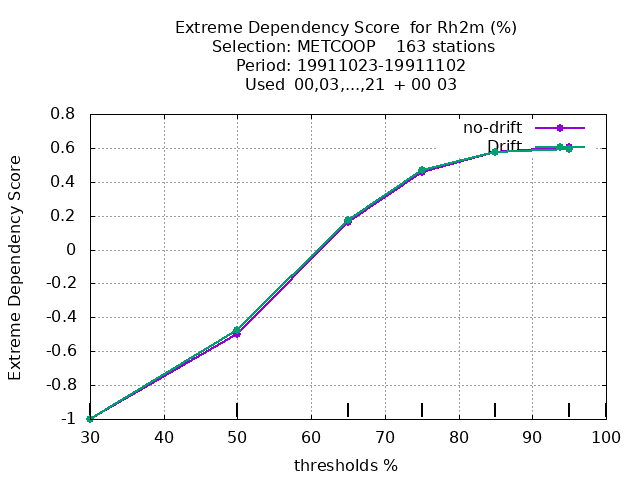 Extreme Dependency Score for Rh2m (%)
Selection: METCOOP 163 stations
Period: 19911023-19911102
Used 00,03,...,21 + 00 03
Extreme Dependency Score
0.8
0.6
0.4
0.2
0
-0.2
-0.4
-0.6
-0.8
-1
no-drift
Drift
30 40 50 60 70 80 90 100
thresholds %